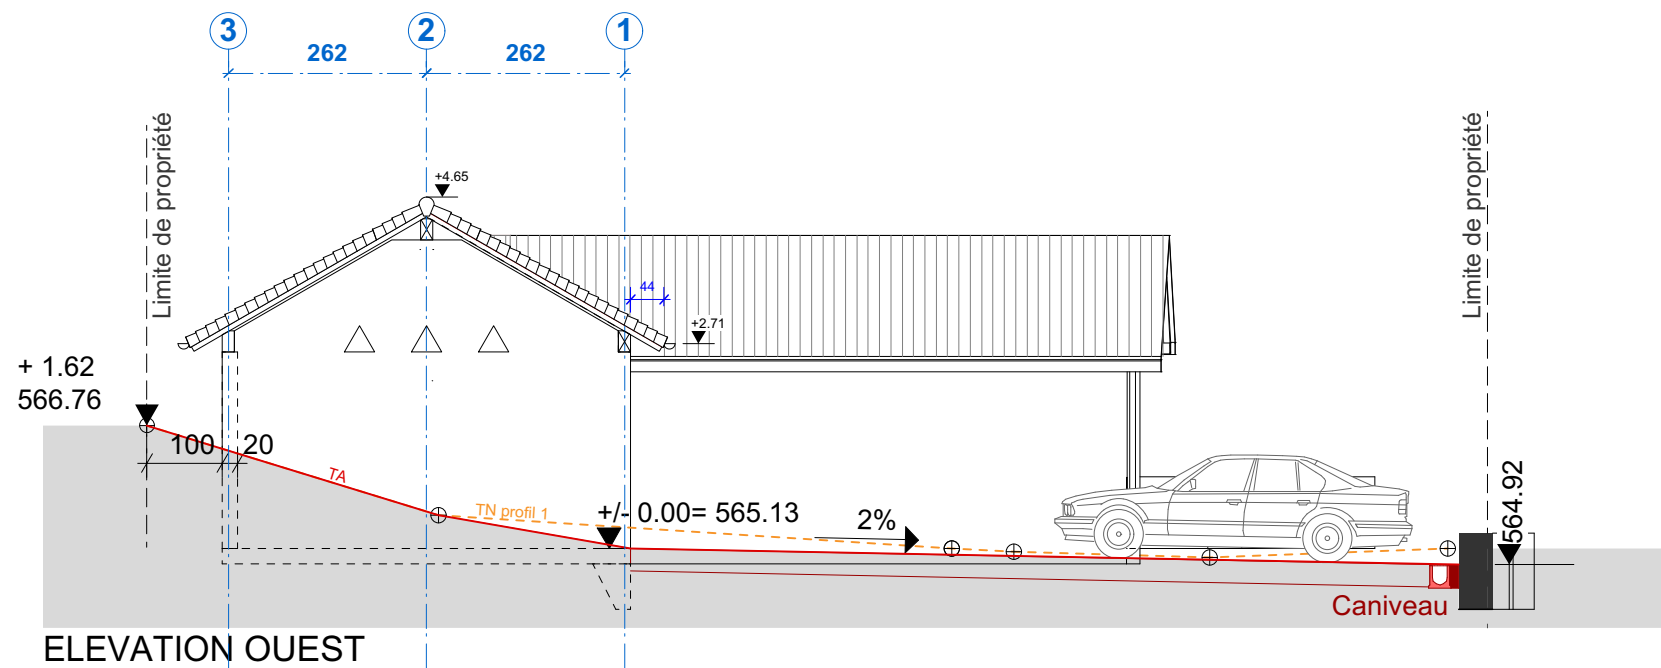 3 2 1
262 262
Limite de propriété
Limite de propriété
+4.65
44
+2.71
+ 1.62
566.76
100 20
TA
TN profil 1
+/- 0.00= 565.13
2%
564.92
Caniveau
ELEVATION OUEST